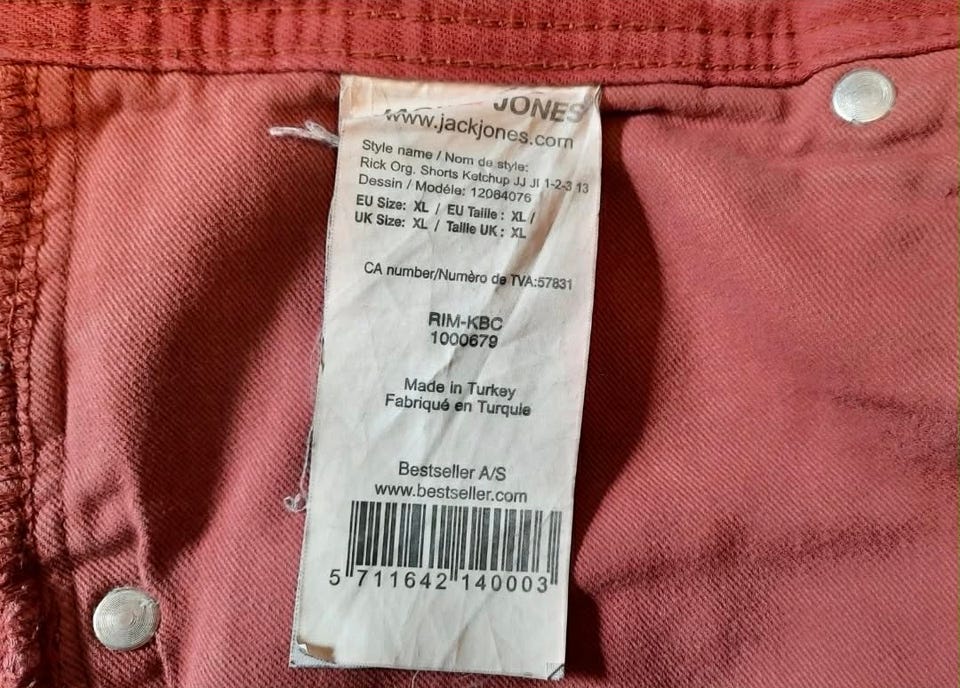 JONES
www.jackjones.com
Style name / Nom de style:
Rick Org. Shorts Ketchup JJ JI 1-2-3 13
Dessin / Modéle: 12064076
EU Size: XL / EU Taille : XL /
UK Size: XL / Taille UK : XL
CA number/Numèro de TVA:57831
RIM-KBC
1000679
Made in Turkey
Fabriqué en Turquie
Bestseller A/S
www.bestseller.com
5 711642 140003